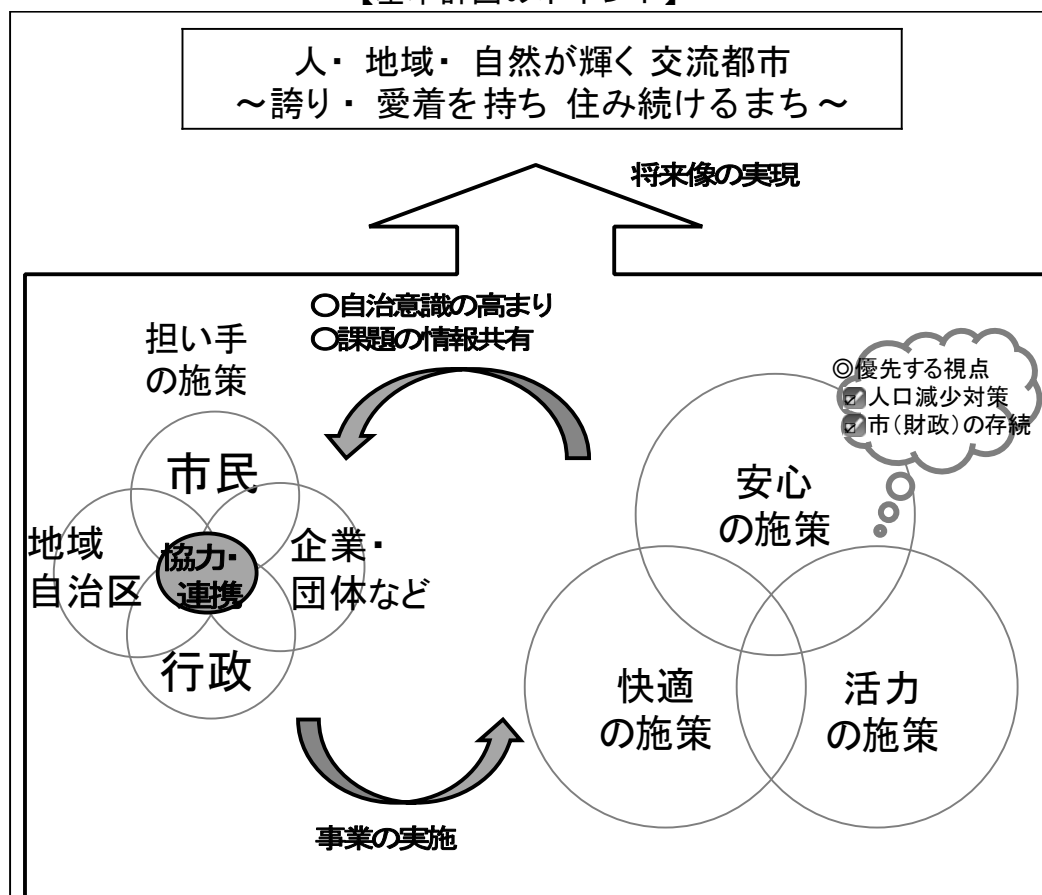 人・地域・自然が輝く 交流都市
～誇り・愛着を持ち 住み続けるまち～
将来像の実現
○自治意識の高まり
○課題の情報共有
担い手
の施策
市民
地域
自治区
協力・
連携
企業・
団体など
行政
◎優先する視点
☑人口減少対策
☑市（財政）の存続
安心
の施策
快適
の施策
活力
の施策
事業の実施